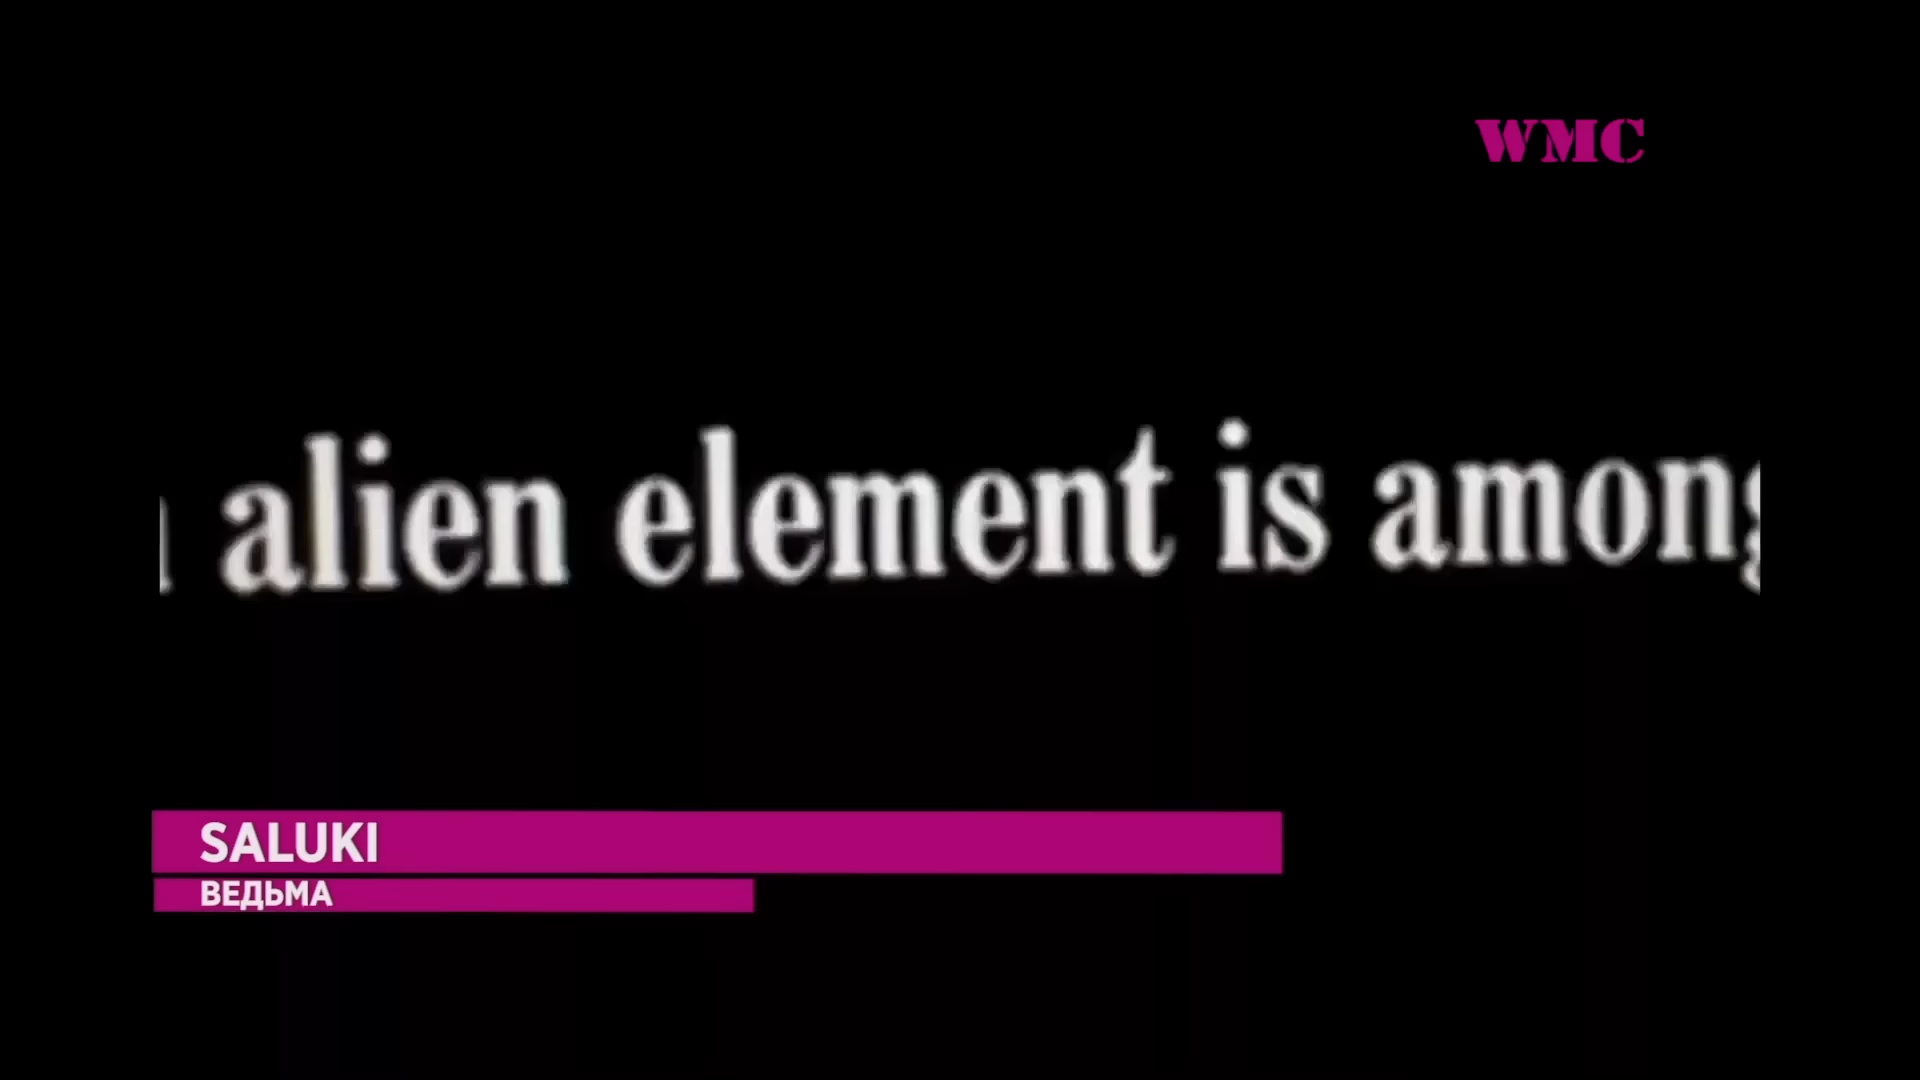 WMC
alien element is among
SALUKI
ВЕДЬМА